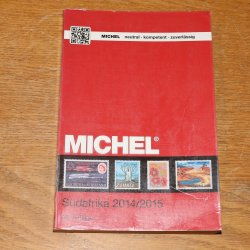 MICHEL neutral · kompetent · zuverlässig
MICHEL®
Südafrika 2014/2015